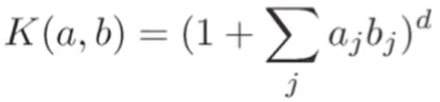 K(a, b) = (1 + ∑_j a_j b_j)^d